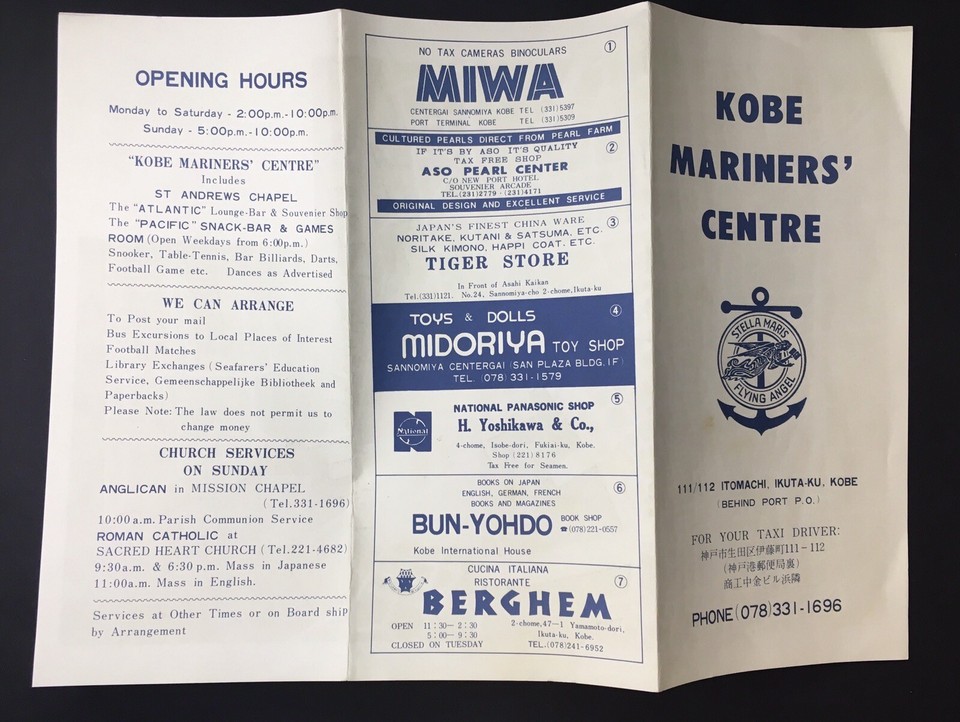 OPENING HOURS
Monday to Saturday - 2:00p.m.-10:00p.m.
Sunday - 5:00p.m.-10:00p.m.
"KOBE MARINERS' CENTRE"
Includes
ST ANDREWS CHAPEL
The "ATLANTIC" Lounge-Bar & Souvenir Shop
The "PACIFIC" SNACK-BAR & GAMES
ROOM (Open Weekdays from 6:00p.m.)
Snooker, Table-Tennis, Bar Billiards, Darts,
Football Game etc. Dances as Advertised
WE CAN ARRANGE
To Post your mail
Bus Excursions to Local Places of Interest
Football Matches
Library Exchanges (Seafarers' Education
Service, Gemeenschappelijke Bibliotheek and
Paperbacks)
Please Note: The law does not permit us to
change money
CHURCH SERVICES
ON SUNDAY
ANGLICAN in MISSION CHAPEL
(Tel.331-1696)
10:00a.m. Parish Communion Service
ROMAN CATHOLIC at
SACRED HEART CHURCH (Tel.221-4682)
9:30a.m. & 6:30p.m. Mass in Japanese
11:00a.m. Mass in English.
Services at Other Times or on Board ship
by Arrangement
NO TAX CAMERAS BINOCULARS ①
MIWA
CENTERGAI SANNOMIYA KOBE TEL (331)5397
PORT TERMINAL KOBE TEL (331)5309
CULTURED PEARLS DIRECT FROM PEARL FARM
IF IT'S BY ASO IT'S QUALITY ②
TAX FREE SHOP
ASO PEARL CENTER
C/O NEW PORT HOTEL
SOUVENIR ARCADE
TEL.(231)2779-(231)4171
ORIGINAL DESIGN AND EXCELLENT SERVICE
JAPAN'S FINEST CHINA WARE ③
NORITAKE, KUTANI & SATSUMA, ETC.
SILK KIMONO, HAPPI COAT, ETC.
TIGER STORE
In Front of Asahi Kaikan
Tel.(331)1121. No.24, Sannomiya-cho 2-chome, Ikuta-ku
TOYS & DOLLS ④
MIDORIYA TOY SHOP
SANNOMIYA CENTERGAI (SAN PLAZA BLDG.1F)
TEL. (078) 331-1579
NATIONAL PANASONIC SHOP ⑤
National
H. Yoshikawa & Co.,
4-chome, Isobe-dori, Fukiai-ku, Kobe.
Shop (221) 8176
Tax Free for Seamen.
BOOKS ON JAPAN
ENGLISH, GERMAN, FRENCH ⑥
BOOKS AND MAGAZINES
BUN-YOHDO BOOK SHOP
☎(078)221-0557
Kobe International House
CUCINA ITALIANA ⑦
RISTORANTE
BERGHEM
OPEN 11:30-2:30
5:00-9:30
CLOSED ON TUESDAY
2-chome, 47-1 Yamamoto-dori,
Ikuta-ku, Kobe.
TEL.(078)241-6952
KOBE
MARINERS'
CENTRE
STELLA MARIS
FLYING ANGEL
111/112 ITOMACHI, IKUTA-KU, KOBE
(BEHIND PORT P.O.)
FOR YOUR TAXI DRIVER:
神戸市生田区伊藤町111-112
(神戸港郵便局裏)
商工中金ビル浜隣
PHONE (078)331-1696